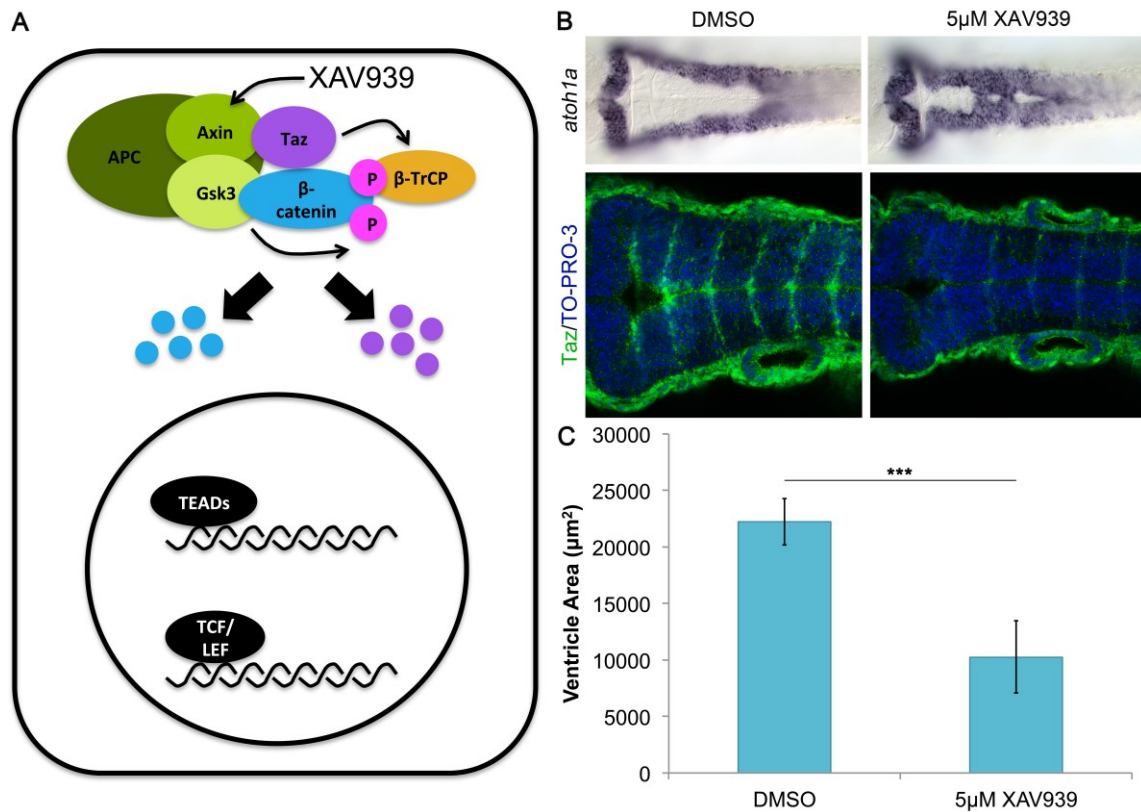 A
XAV939
Axin
Taz
APC
Gsk3
β-
catenin
P
β-TrCP
P
TEADs
TCF/
LEF
B
DMSO
5µM XAV939
atoh1a
Taz/TO-PRO-3
C
30000
25000
20000
15000
10000
5000
0
Ventricle Area (µm²)
***
DMSO
5µM XAV939